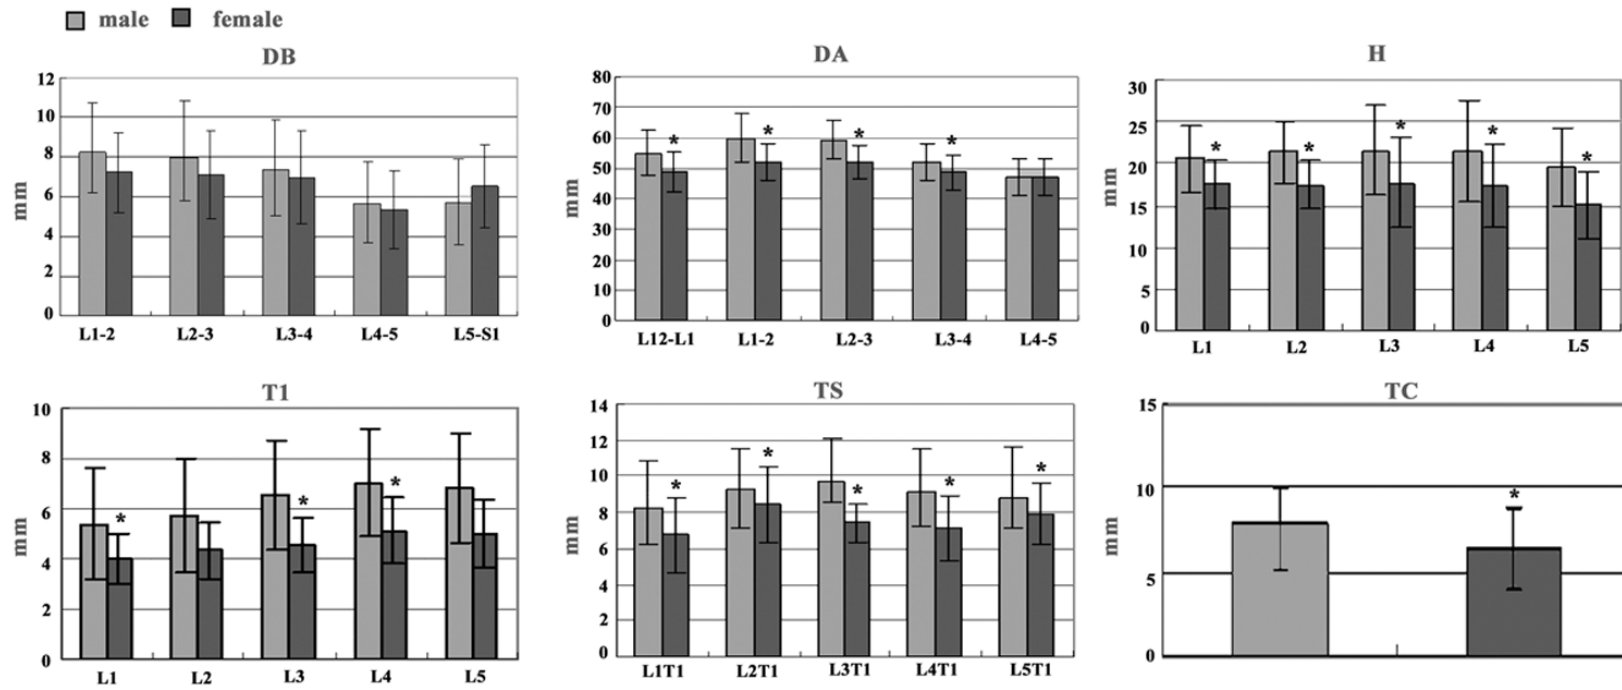 male female
DB
12
10
8
6
4
2
0
mm
L1-2 L2-3 L3-4 L4-5 L5-S1
DA
80
70
60
50
40
30
20
10
0
mm
* * * *
L12-L1 L1-2 L2-3 L3-4 L4-5
H
30
25
20
15
10
5
0
mm
* * * * *
L1 L2 L3 L4 L5
T1
10
8
6
4
2
0
mm
* * *
L1 L2 L3 L4 L5
TS
14
12
10
8
6
4
2
0
mm
* * * * *
L1T1 L2T1 L3T1 L4T1 L5T1
TC
15
10
5
0
mm
*